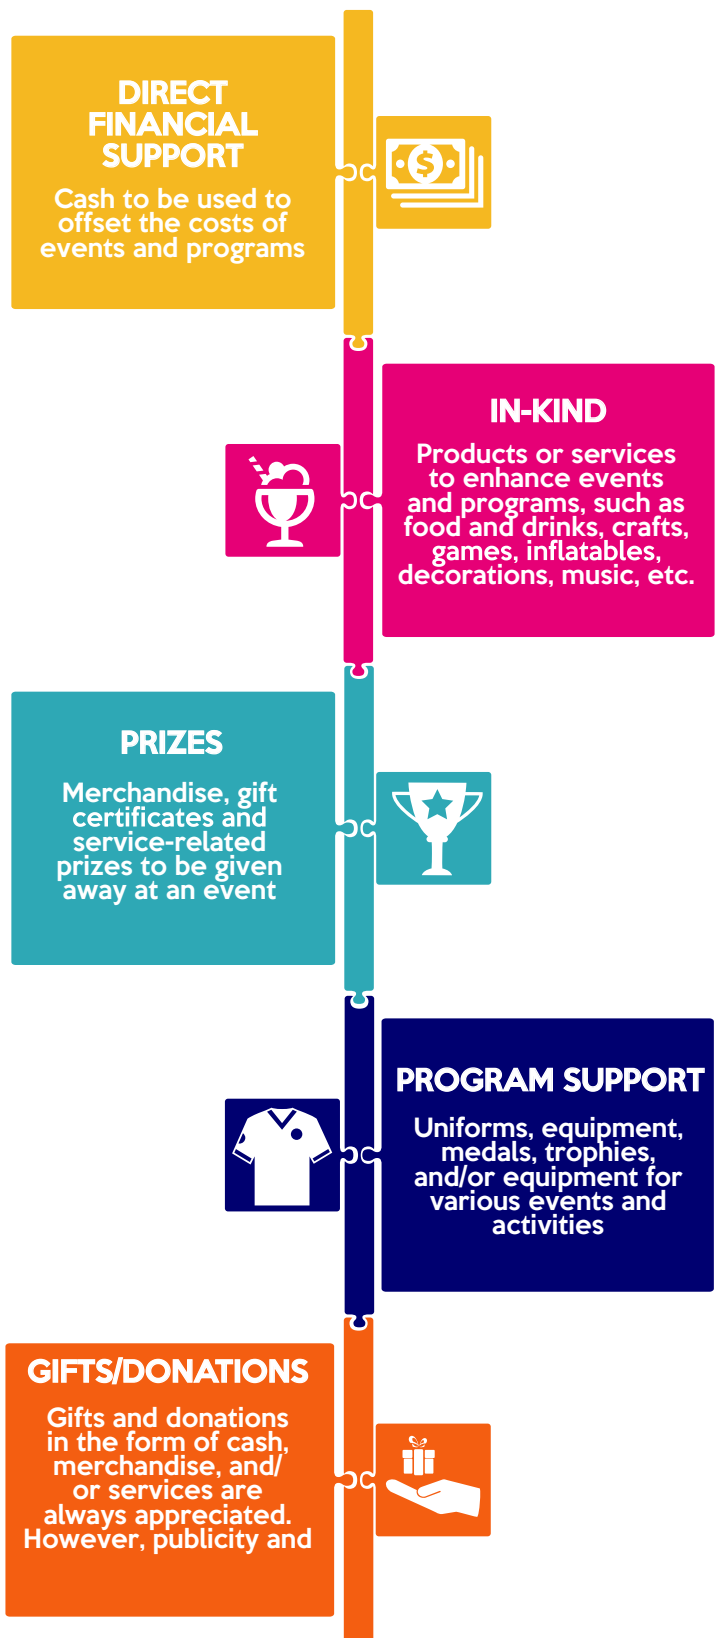 DIRECT
FINANCIAL
SUPPORT
Cash to be used to
offset the costs of
events and programs
$
IN-KIND
Products or services
to enhance events
and programs, such as
food and drinks, crafts,
games, inflatables,
decorations, music, etc.
PRIZES
Merchandise, gift
certificates and
service-related
prizes to be given
away at an event
PROGRAM SUPPORT
Uniforms, equipment,
medals, trophies,
and/or equipment for
various events and
activities
GIFTS/DONATIONS
Gifts and donations
in the form of cash,
merchandise, and/
or services are
always appreciated.
However, publicity and